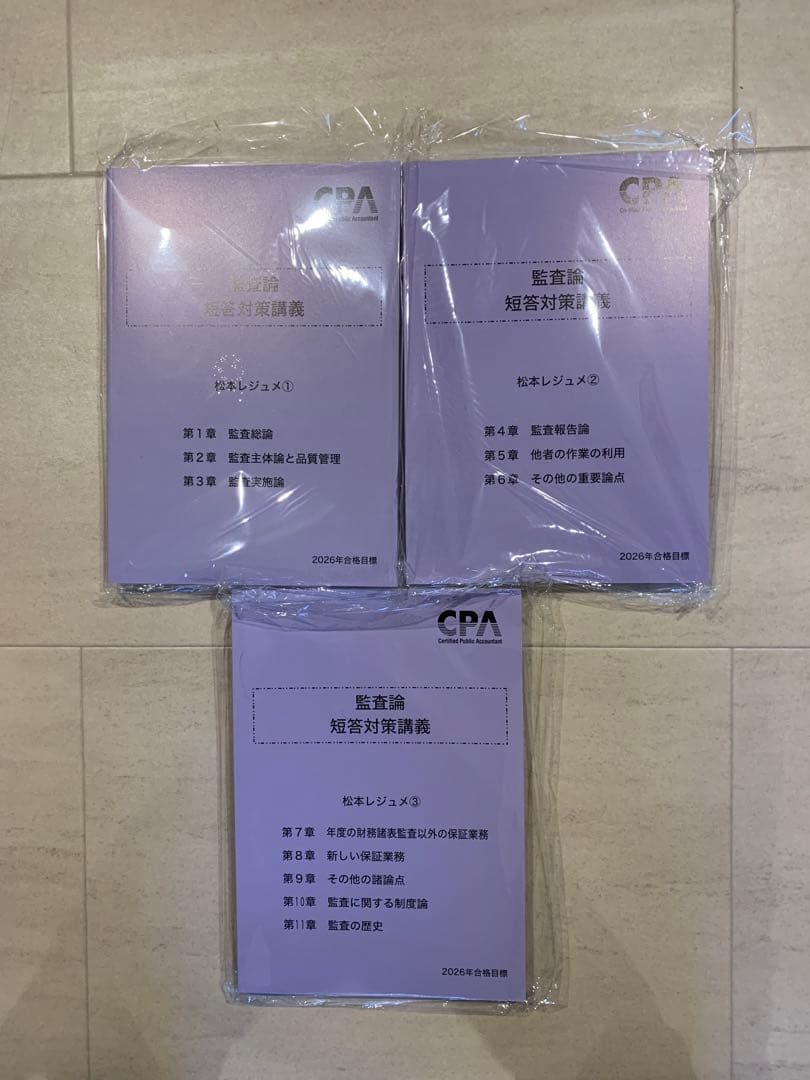 CPA
Certified Public Accountant
監査論
短答対策講義
松本レジュメ①
第1章 監査総論
第2章 監査主体論と品質管理
第3章 監査実施論
2026年合格目標
CPA
Certified Public Accountant
監査論
短答対策講義
松本レジュメ②
第4章 監査報告論
第5章 他者の作業の利用
第6章 その他の重要論点
2026年合格目標
CPA
Certified Public Accountant
監査論
短答対策講義
松本レジュメ③
第7章 年度の財務諸表監査以外の保証業務
第8章 新しい保証業務
第9章 その他の諸論点
第10章 監査に関する制度論
第11章 監査の歴史
2026年合格目標